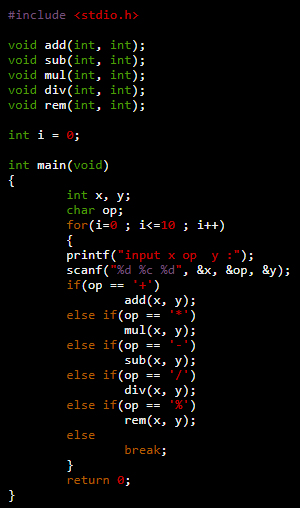 #include <stdio.h>

void add(int, int);
void sub(int, int);
void mul(int, int);
void div(int, int);
void rem(int, int);

int i = 0;

int main(void)
{
        int x, y;
        char op;
        for(i=0 ; i<=10 ; i++)
        {
        printf("input x op  y :");
        scanf("%d %c %d", &x, &op, &y);
        if(op == '+')
                add(x, y);
        else if(op == '*')
                mul(x, y);
        else if(op == '-')
                sub(x, y);
        else if(op == '/')
                div(x, y);
        else if(op == '%')
                rem(x, y);
        else
                break;
        }
        return 0;
}